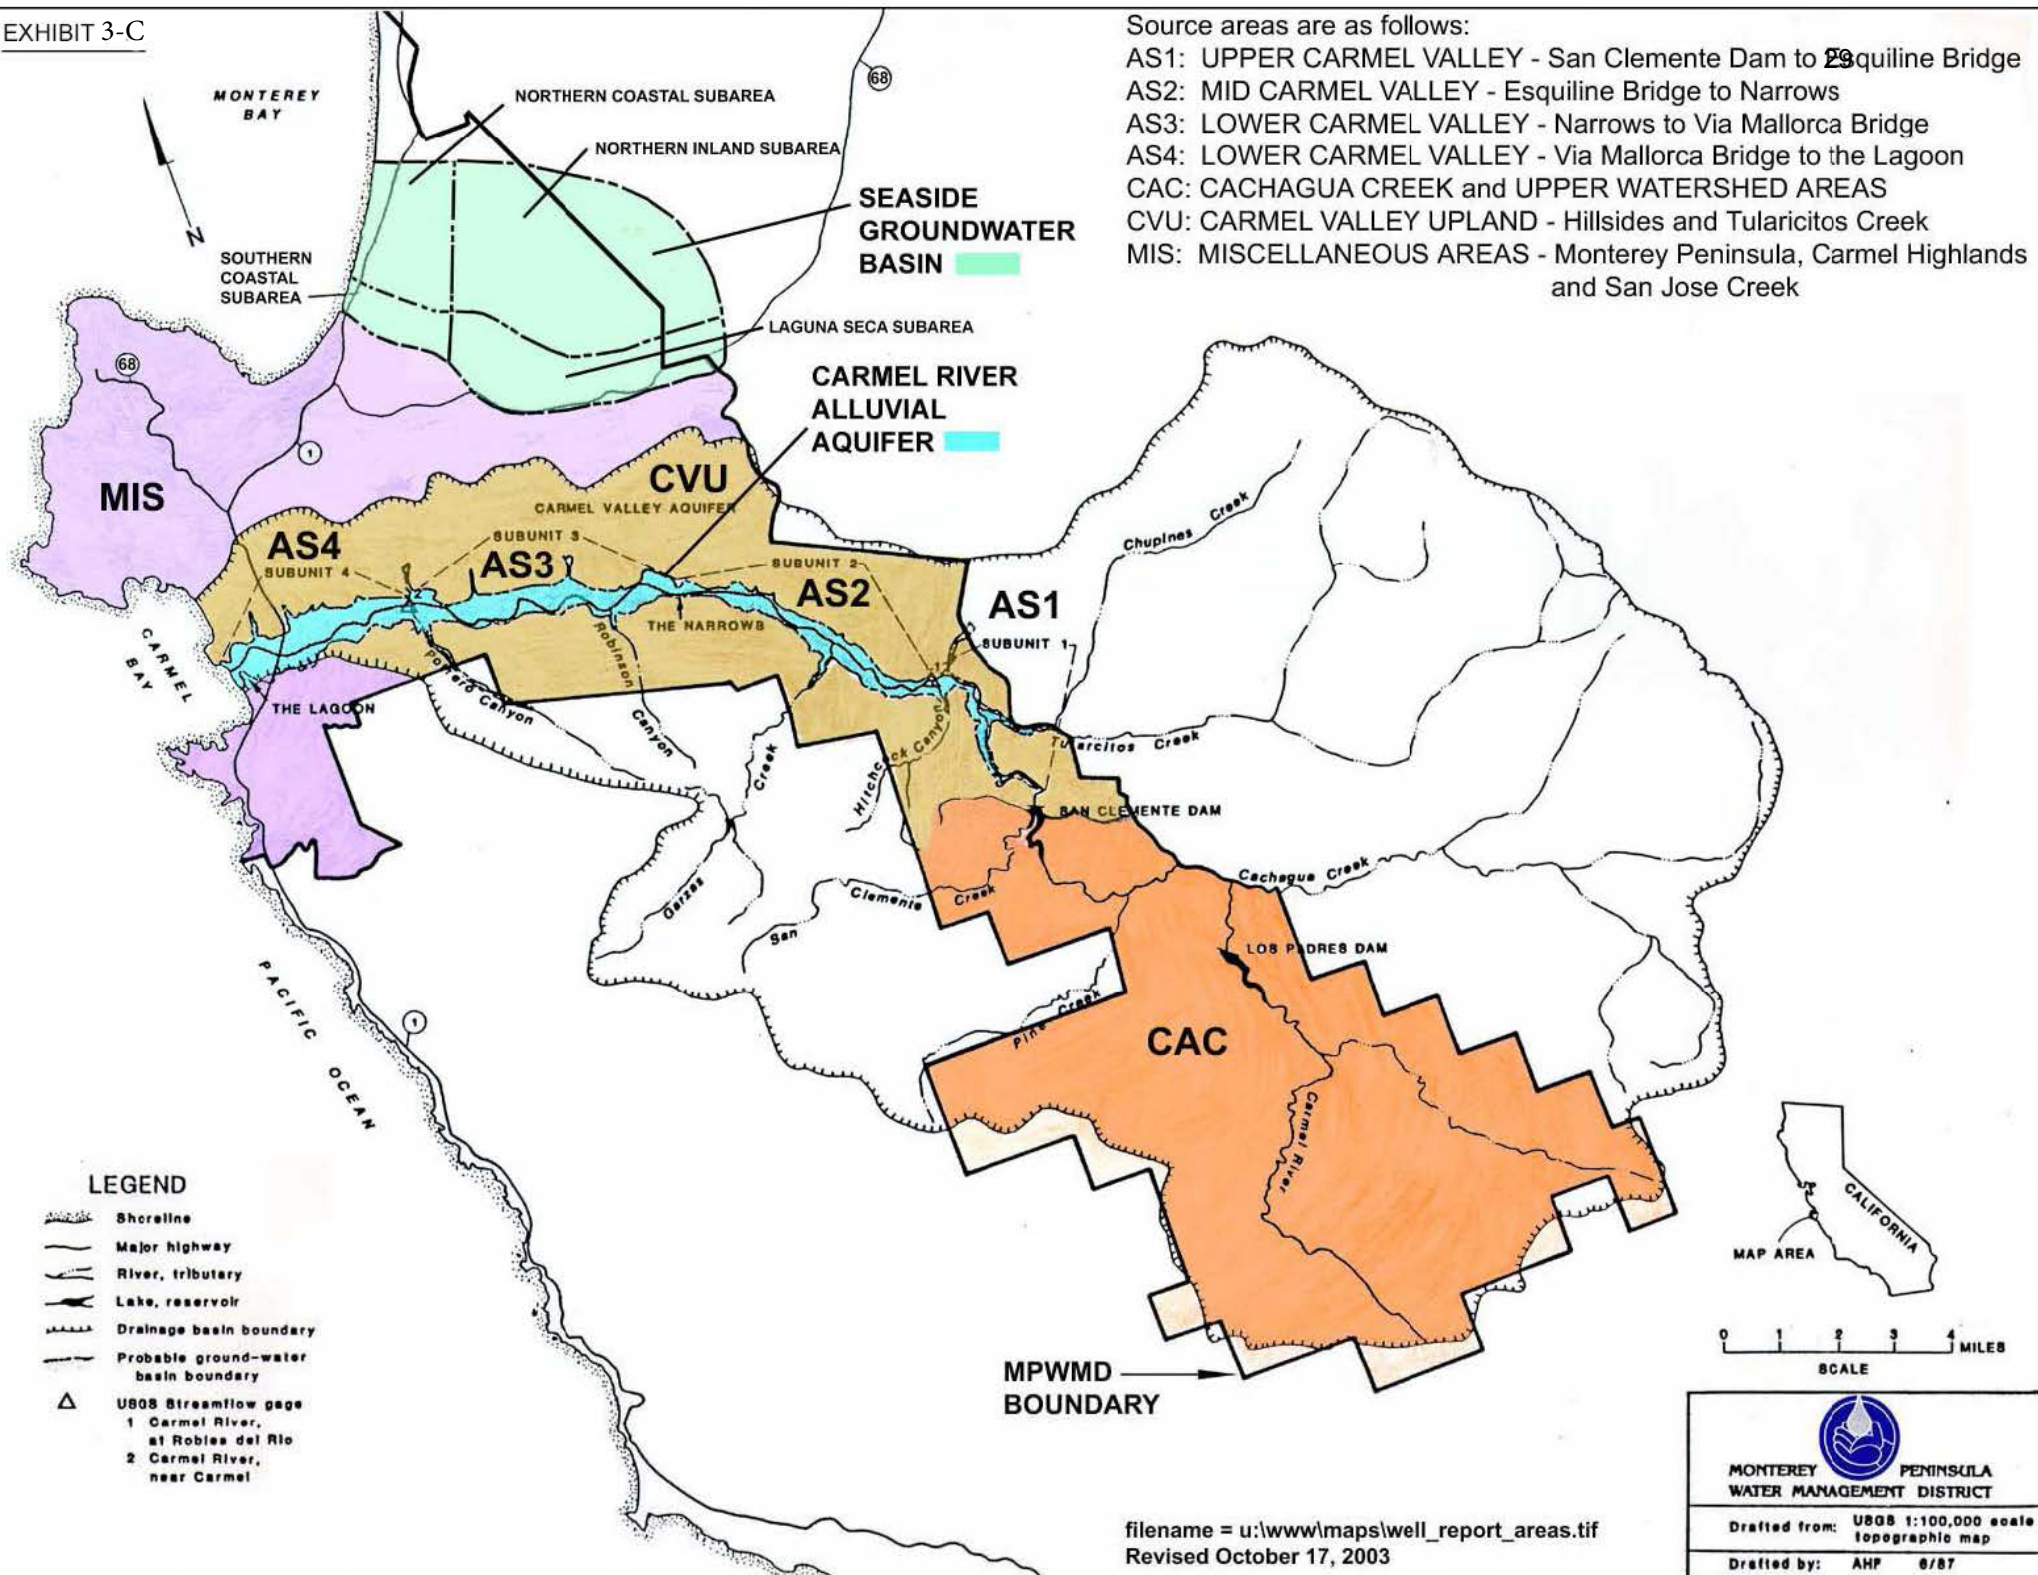 EXHIBIT 3-C
Source areas are as follows:
AS1: UPPER CARMEL VALLEY - San Clemente Dam to Esquiline Bridge
29
AS2: MID CARMEL VALLEY - Esquiline Bridge to Narrows
AS3: LOWER CARMEL VALLEY - Narrows to Via Mallorca Bridge
AS4: LOWER CARMEL VALLEY - Via Mallorca Bridge to the Lagoon
CAC: CACHAGUA CREEK and UPPER WATERSHED AREAS
CVU: CARMEL VALLEY UPLAND - Hillsides and Tularicitos Creek
MIS: MISCELLANEOUS AREAS - Monterey Peninsula, Carmel Highlands
and San Jose Creek
MONTEREY
BAY
N
68
NORTHERN COASTAL SUBAREA
NORTHERN INLAND SUBAREA
SEASIDE
GROUNDWATER
BASIN
SOUTHERN
COASTAL
SUBAREA
LAGUNA SECA SUBAREA
68
CARMEL RIVER
ALLUVIAL
AQUIFER
1
MIS
CVU
CARMEL VALLEY AQUIFER
AS4
SUBUNIT 4
SUBUNIT 3
AS3
SUBUNIT 2
AS2
AS1
SUBUNIT 1
2
1
THE NARROWS
Chupines Creek
CARMEL
BAY
THE LAGOON
Potrero Canyon
Robinson
Canyon
Creek
Hitchcock Canyon
Tularcitos Creek
SAN CLEMENTE DAM
Garzas
San
Clemente
Creek
Cachagua Creek
LOS PADRES DAM
Pine Creek
CAC
Carmel River
PACIFIC
OCEAN
1
LEGEND
Shoreline
Major highway
River, tributary
Lake, reservoir
Drainage basin boundary
Probable ground-water
basin boundary
USGS Streamflow gage
1 Carmel River,
at Robles del Rio
2 Carmel River,
near Carmel
MPWMD
BOUNDARY
CALIFORNIA
MAP AREA
0 1 2 3 4 MILES
SCALE
MONTEREY PENINSULA
WATER MANAGEMENT DISTRICT
Drafted from: USGS 1:100,000 scale
topographic map
Drafted by: AHP 6/87
filename = u:\www\maps\well_report_areas.tif
Revised October 17, 2003